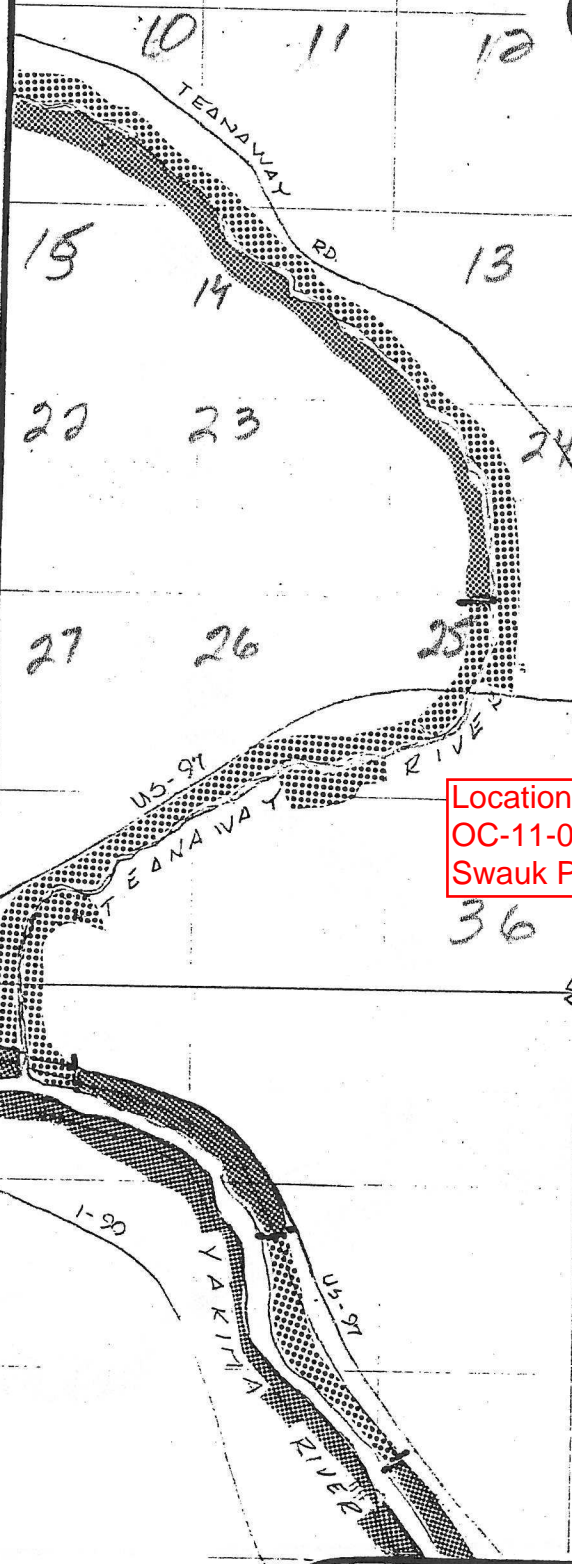 10 11 12
TEANAWAY
RD.
15 14 13
22 23 24
27 26 25
US-97
TEANAWAY RIVER
Location
OC-11-0
Swauk P
36
I-90
YAKIMA RIVER
US-97